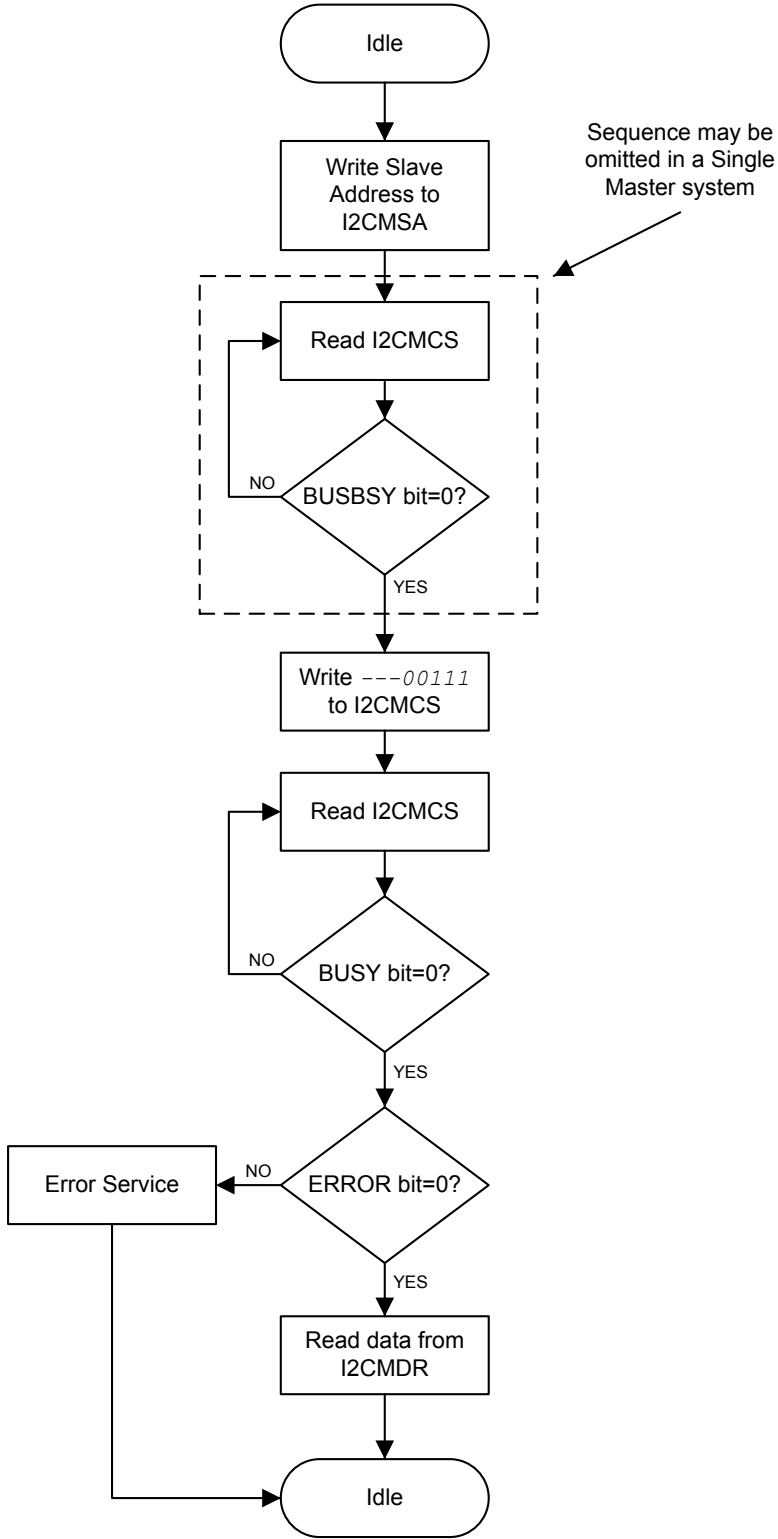 Idle
Sequence may be
omitted in a Single
Master system
Write Slave
Address to
I2CMSA
Read I2CMCS
NO
BUSBSY bit=0?
YES
Write ---00111
to I2CMCS
Read I2CMCS
NO
BUSY bit=0?
YES
Error Service
NO
ERROR bit=0?
YES
Read data from
I2CMDR
Idle